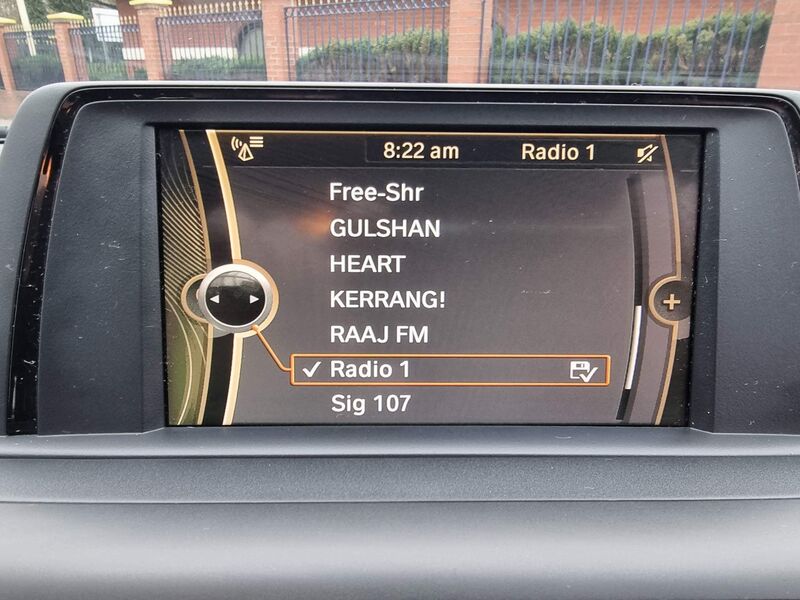 8:22 am Radio 1
Free-Shr
GULSHAN
HEART
KERRANG!
RAAJ FM
Radio 1
Sig 107